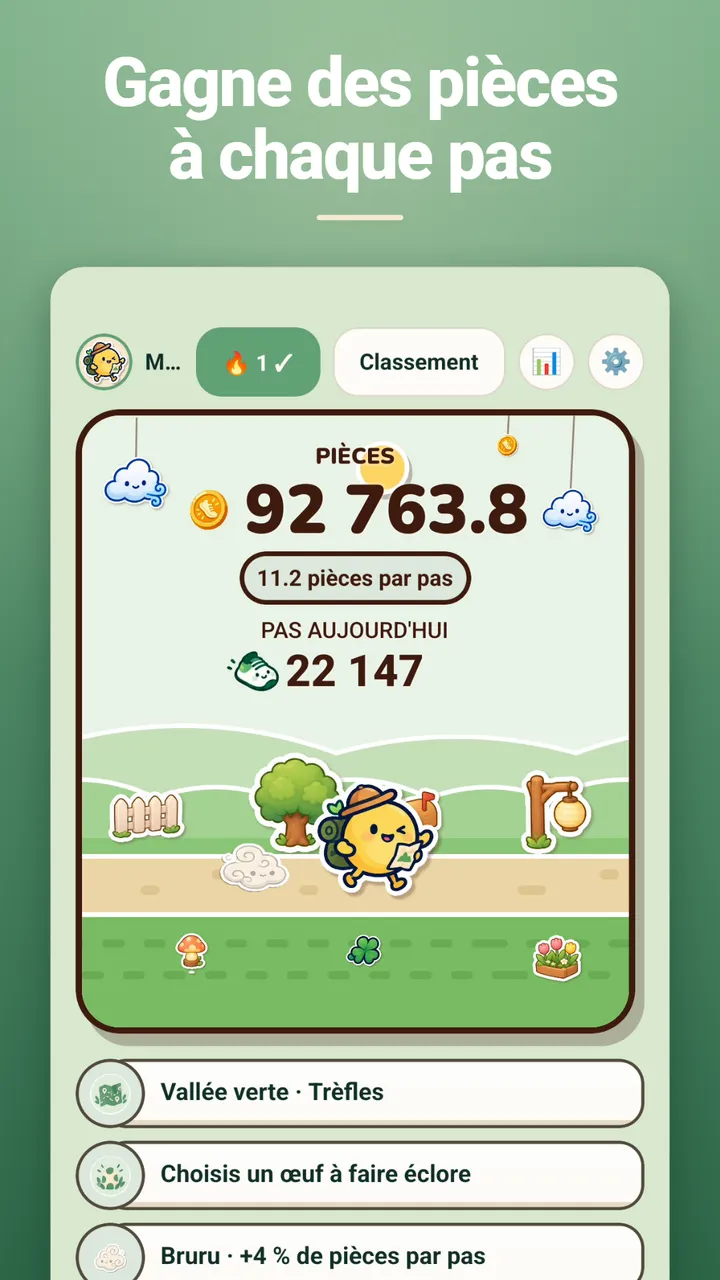 Gagne des pièces
à chaque pas
M... 1 ✓ Classement
PIÈCES
92 763.8
11.2 pièces par pas
PAS AUJOURD'HUI
22 147
Vallée verte · Trèfles
Choisis un œuf à faire éclore
Bruru · +4 % de pièces par pas